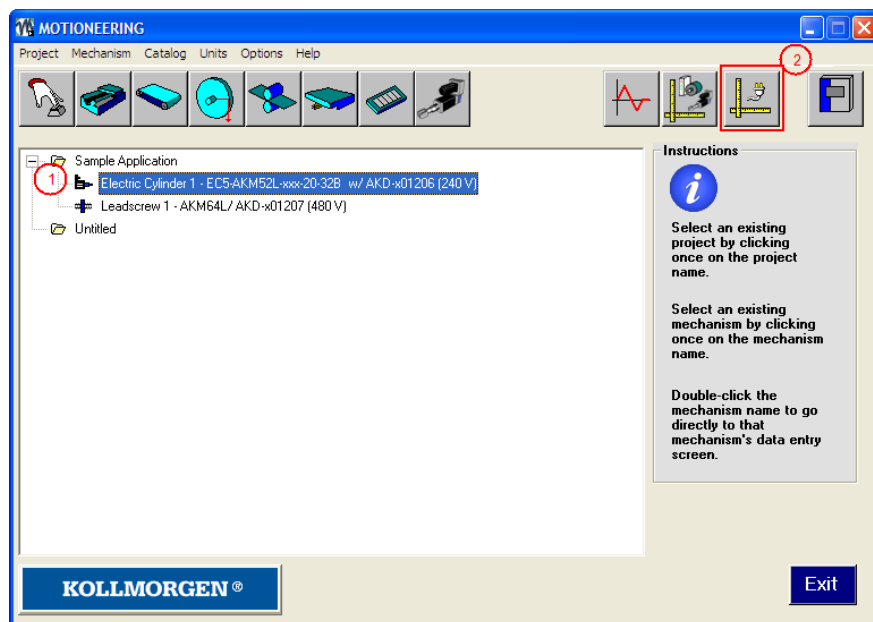 MOTIONEERING
Project Mechanism Catalog Units Options Help
2
Sample Application
1
Electric Cylinder 1 - EC5-AKM52L-xxx-20-32B w/ AKD-x01206 (240 V)
Leadscrew 1 - AKM64L/ AKD-x01207 (480 V)
Untitled
Instructions
i
Select an existing
project by clicking
once on the project
name.
Select an existing
mechanism by clicking
once on the mechanism
name.
Double-click the
mechanism name to go
directly to that
mechanism's data entry
screen.
KOLLMORGEN ®
Exit